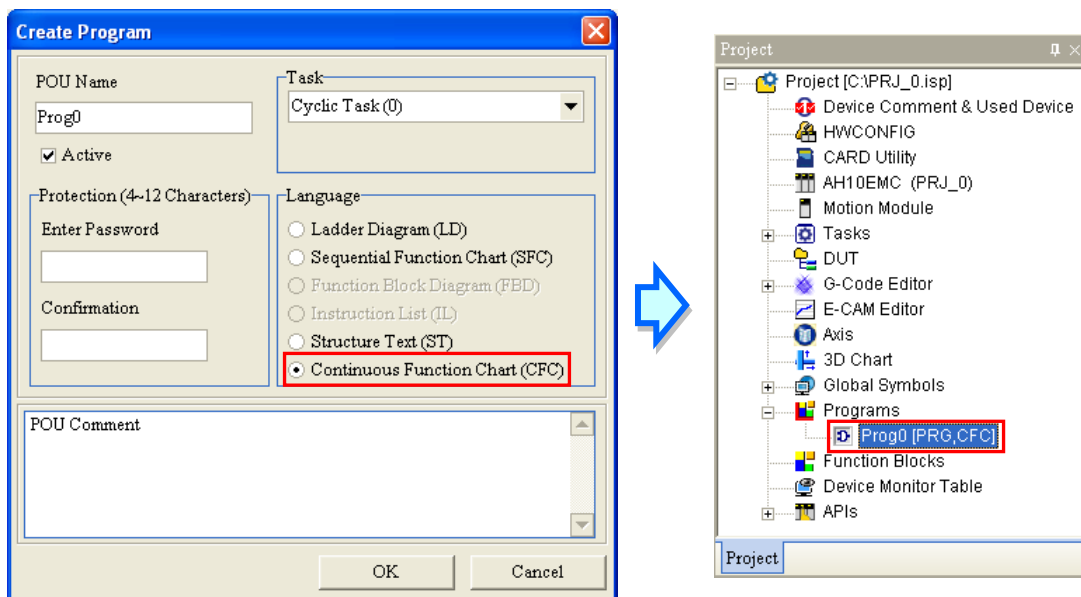 Create Program
POU Name
Prog0
Active
Task
Cyclic Task (0)
Protection (4~12 Characters)
Enter Password
Confirmation
Language
Ladder Diagram (LD)
Sequential Function Chart (SFC)
Function Block Diagram (FBD)
Instruction List (IL)
Structure Text (ST)
Continuous Function Chart (CFC)
POU Comment
OK
Cancel
Project
Project [C:\PRJ_0.isp]
Device Comment & Used Device
HWCONFIG
CARD Utility
AH10EMC (PRJ_0)
Motion Module
Tasks
DUT
G-Code Editor
E-CAM Editor
Axis
3D Chart
Global Symbols
Programs
Prog0 [PRG,CFC]
Function Blocks
Device Monitor Table
APIs
Project